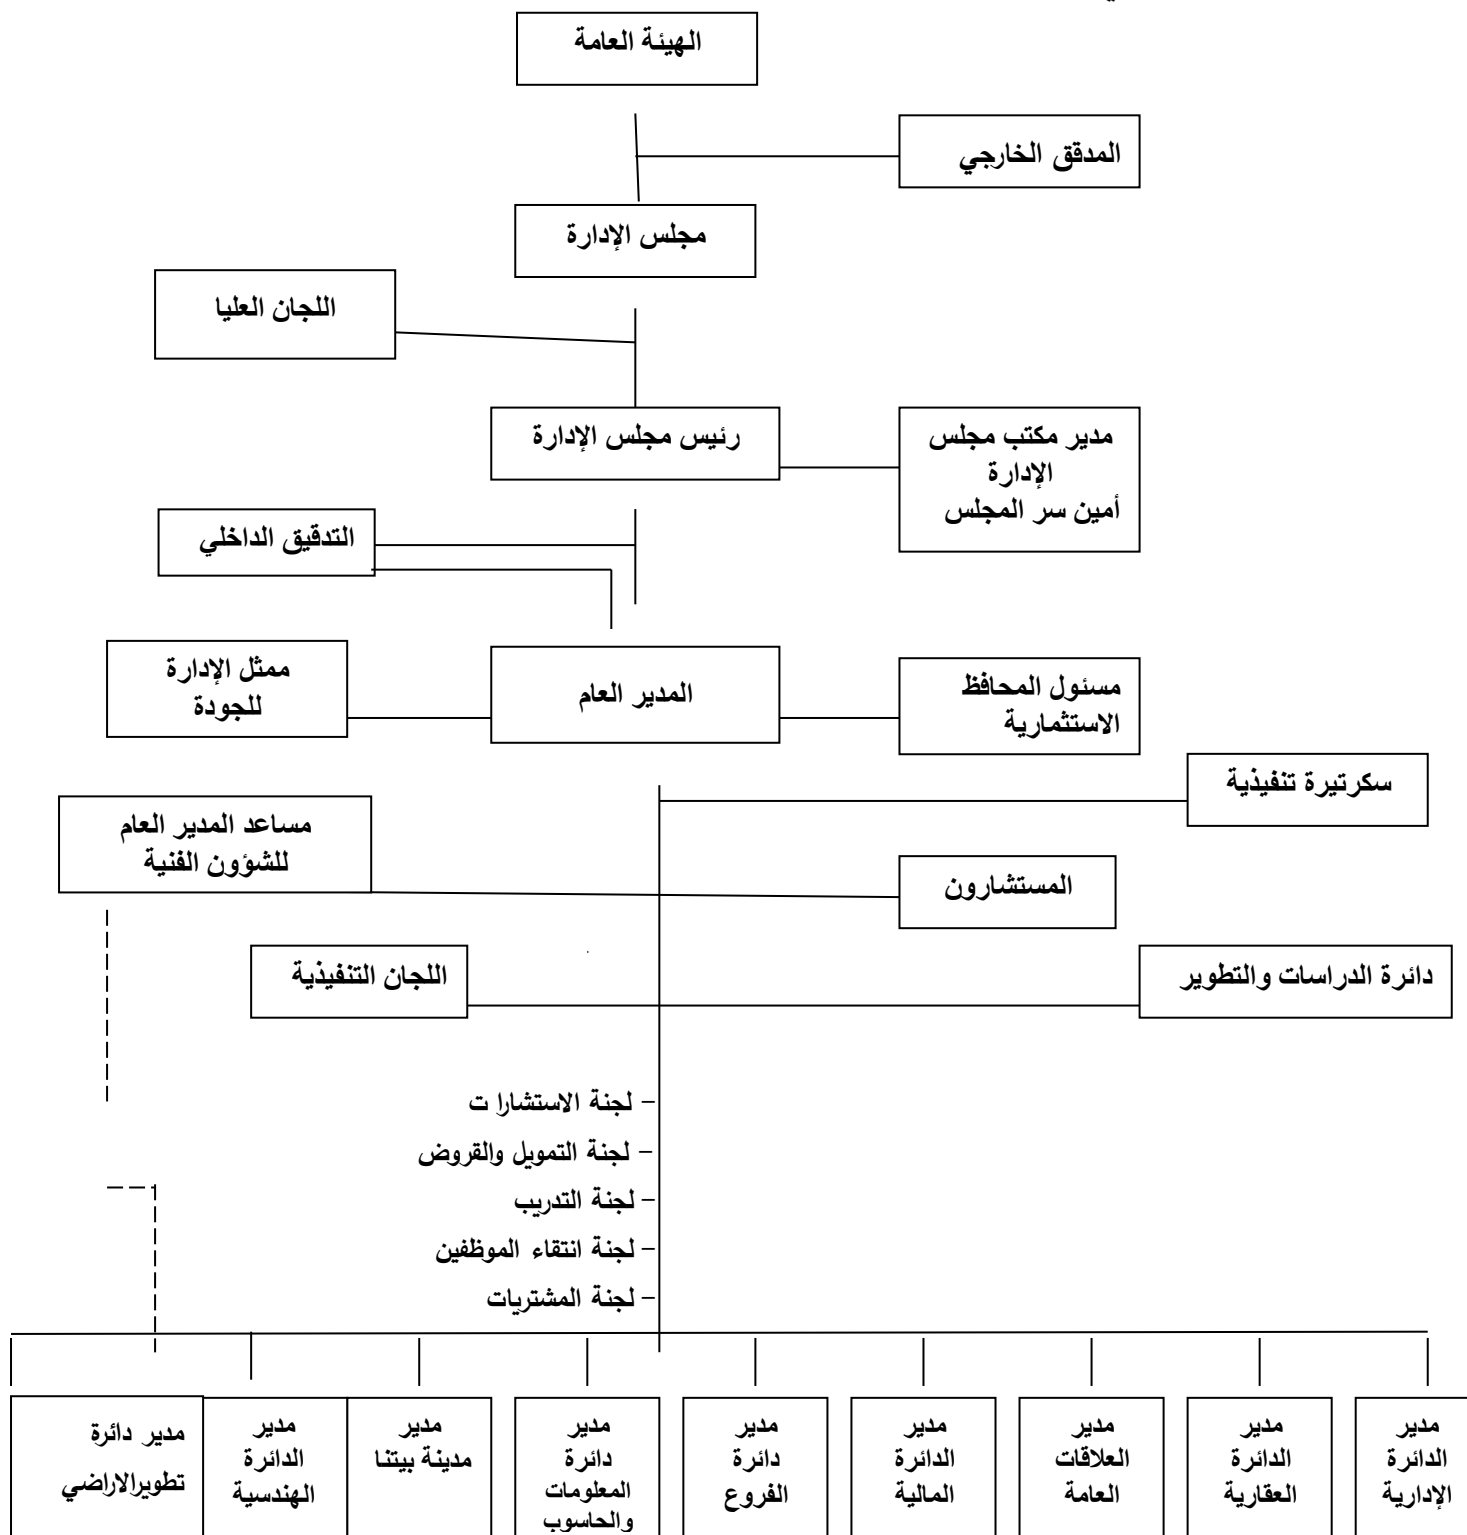 الهيئة العامة
المدقق الخارجي
مجلس الإدارة
اللجان العليا
رئيس مجلس الإدارة
مدير مكتب مجلس
الإدارة
أمين سر المجلس
التدقيق الداخلي
ممثل الإدارة
للجودة
المدير العام
مسئول المحافظ
الاستثمارية
سكرتيرة تنفيذية
مساعد المدير العام
للشؤون الفنية
المستشارون
اللجان التنفيذية
دائرة الدراسات والتطوير
- لجنة الاستشارا ت
- لجنة التمويل والقروض
- لجنة التدريب
- لجنة انتقاء الموظفين
- لجنة المشتريات
مدير
الدائرة
الإدارية
مدير
الدائرة
العقارية
مدير
العلاقات
العامة
مدير
الدائرة
المالية
مدير
دائرة
الفروع
مدير
دائرة
المعلومات
والحاسوب
مدير
مدينة بيتنا
مدير
الدائرة
الهندسية
مدير دائرة
تطويرالاراضي